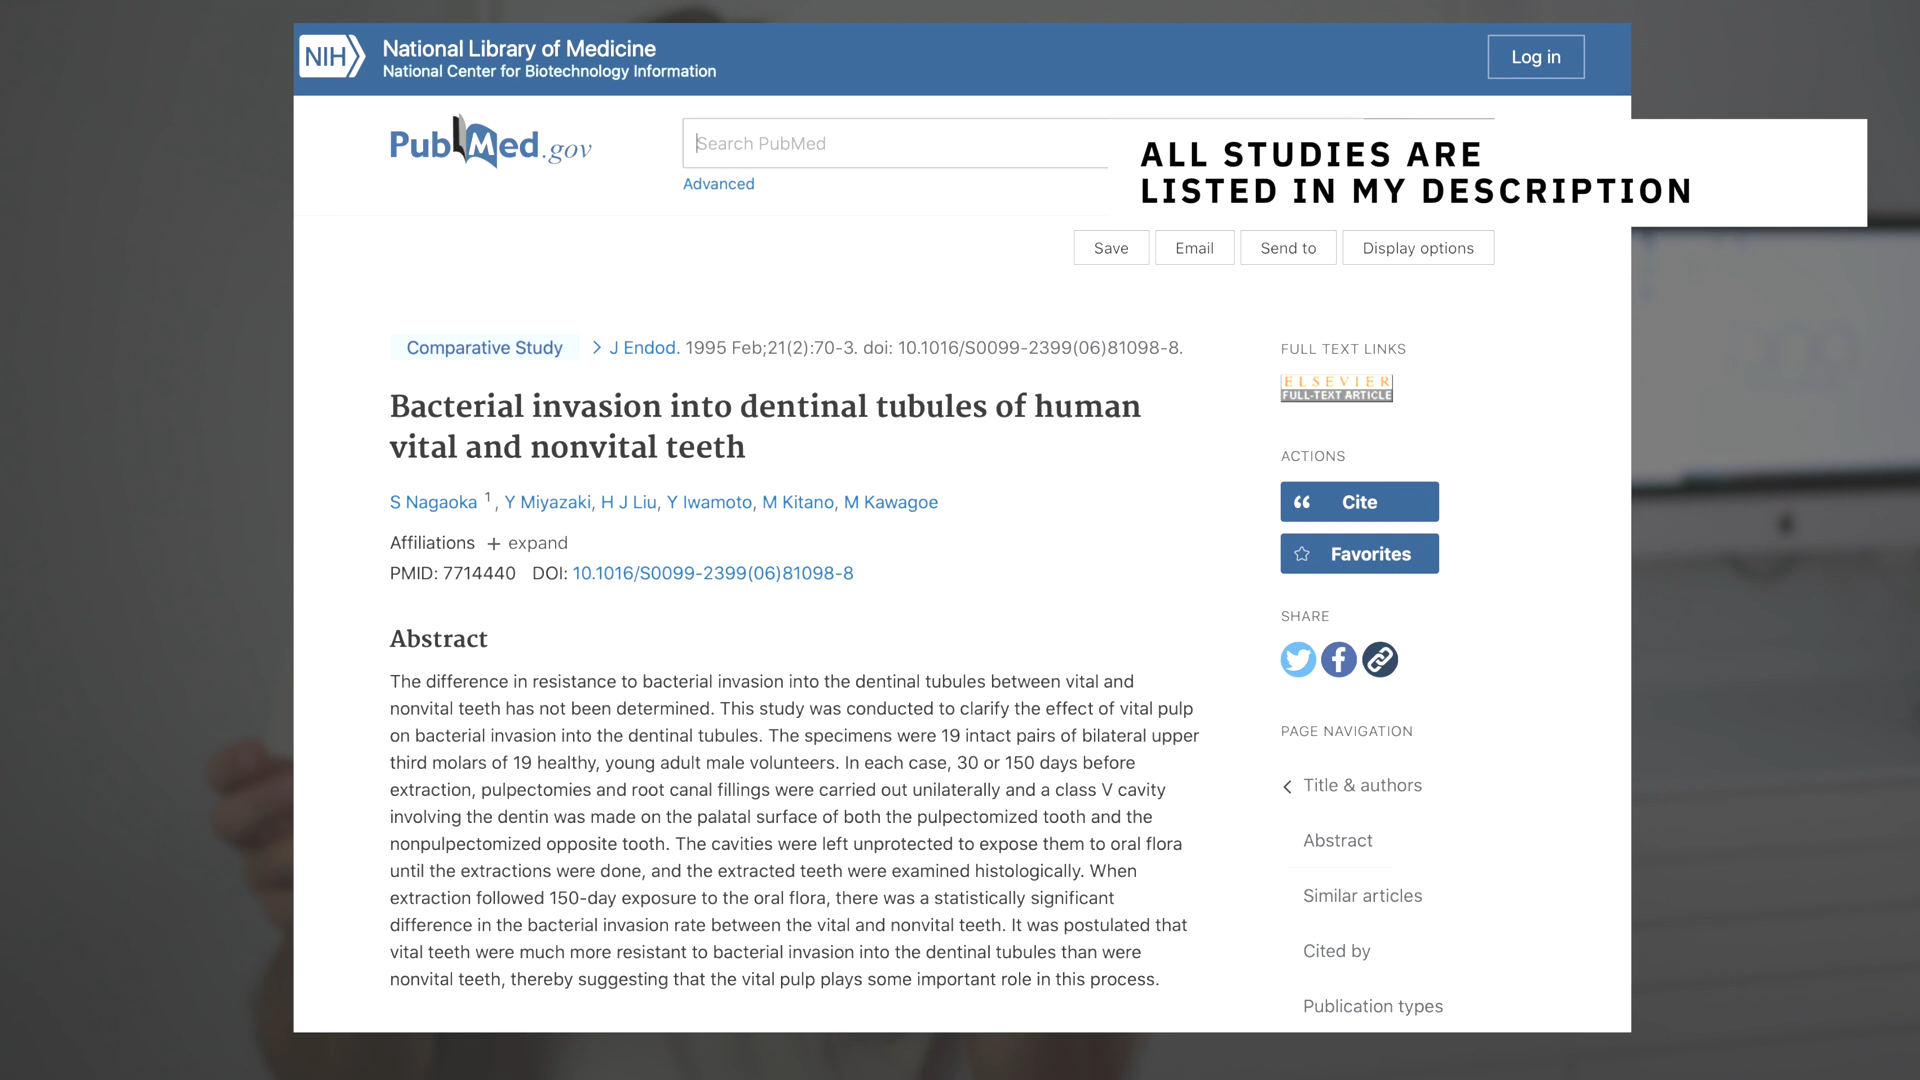 NIH
National Library of Medicine
National Center for Biotechnology Information
Log in
PubMed.gov
Search PubMed
Advanced
ALL STUDIES ARE
LISTED IN MY DESCRIPTION
Save
Email
Send to
Display options
Comparative Study
> J Endod. 1995 Feb;21(2):70-3. doi: 10.1016/S0099-2399(06)81098-8.
Bacterial invasion into dentinal tubules of human
vital and nonvital teeth
S Nagaoka 1, Y Miyazaki, H J Liu, Y Iwamoto, M Kitano, M Kawagoe
Affiliations + expand
PMID: 7714440 DOI: 10.1016/S0099-2399(06)81098-8
Abstract
The difference in resistance to bacterial invasion into the dentinal tubules between vital and
nonvital teeth has not been determined. This study was conducted to clarify the effect of vital pulp
on bacterial invasion into the dentinal tubules. The specimens were 19 intact pairs of bilateral upper
third molars of 19 healthy, young adult male volunteers. In each case, 30 or 150 days before
extraction, pulpectomies and root canal fillings were carried out unilaterally and a class V cavity
involving the dentin was made on the palatal surface of both the pulpectomized tooth and the
nonpulpectomized opposite tooth. The cavities were left unprotected to expose them to oral flora
until the extractions were done, and the extracted teeth were examined histologically. When
extraction followed 150-day exposure to the oral flora, there was a statistically significant
difference in the bacterial invasion rate between the vital and nonvital teeth. It was postulated that
vital teeth were much more resistant to bacterial invasion into the dentinal tubules than were
nonvital teeth, thereby suggesting that the vital pulp plays some important role in this process.
FULL TEXT LINKS
ELSEVIER
FULL-TEXT ARTICLE
ACTIONS
Cite
Favorites
SHARE
PAGE NAVIGATION
Title & authors
Abstract
Similar articles
Cited by
Publication types